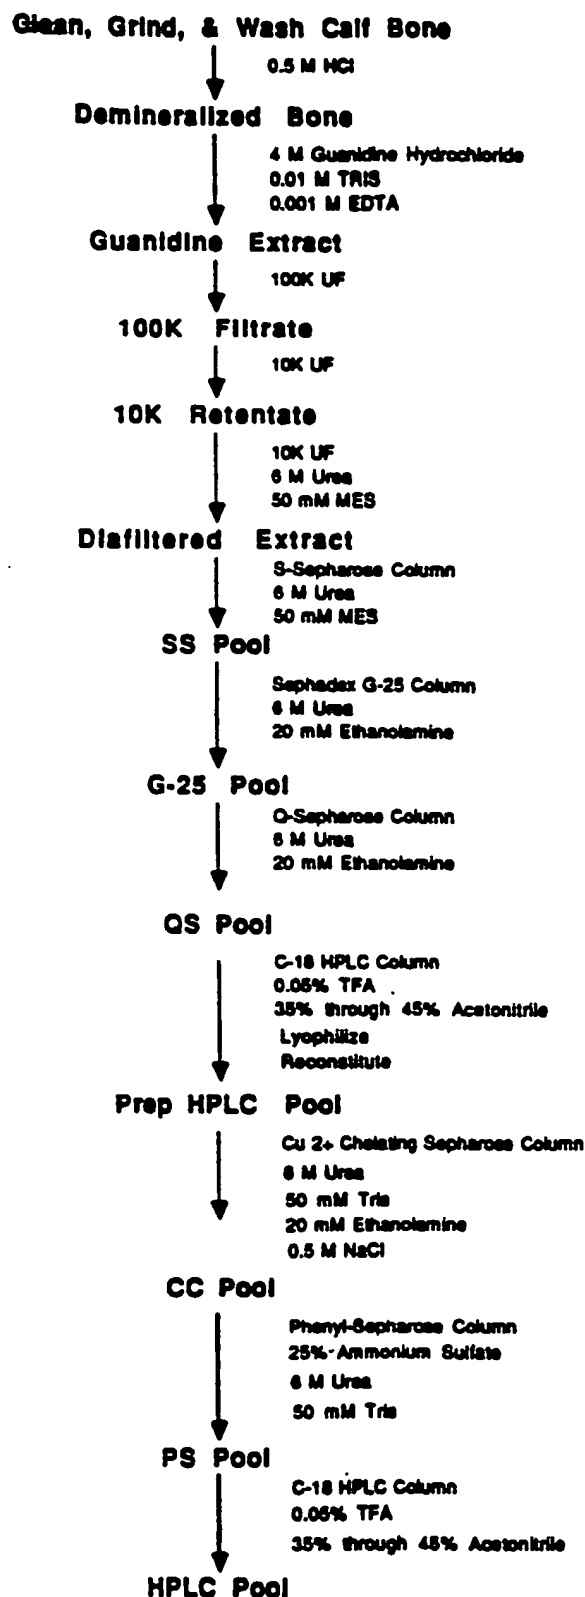 Clean, Grind, & Wash Calf Bone
0.5 M HCl
Demineralized Bone
4 M Guanidine Hydrochloride
0.01 M TRIS
0.001 M EDTA
Guanidine Extract
100K UF
100K Filtrate
10K UF
10K Retentate
10K UF
6 M Urea
50 mM MES
Diafiltered Extract
S-Sepharose Column
6 M Urea
50 mM MES
SS Pool
Sephadex G-25 Column
6 M Urea
20 mM Ethanolamine
G-25 Pool
Q-Sepharose Column
6 M Urea
20 mM Ethanolamine
QS Pool
C-18 HPLC Column
0.05% TFA
35% through 45% Acetonitrile
Lyophilize
Reconstitute
Prep HPLC Pool
Cu 2+ Chelating Sepharose Column
6 M Urea
50 mM Tris
20 mM Ethanolamine
0.5 M NaCl
CC Pool
Phenyl-Sepharose Column
25% Ammonium Sulfate
6 M Urea
50 mM Tris
PS Pool
C-18 HPLC Column
0.05% TFA
35% through 45% Acetonitrile
HPLC Pool